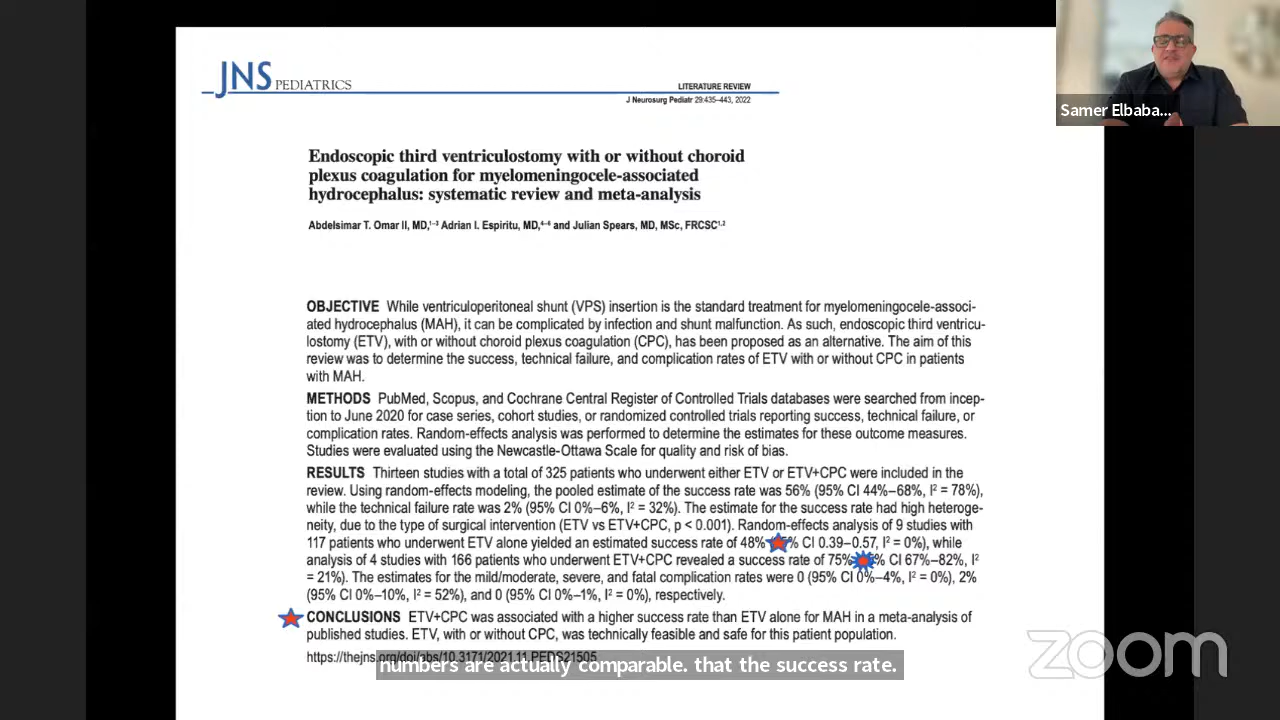 JNS PEDIATRICS
LITERATURE REVIEW
J Neurosurg Pediatr 29:435–443, 2022
Samer Elbaba...
Endoscopic third ventriculostomy with or without choroid
plexus coagulation for myelomeningocele-associated
hydrocephalus: systematic review and meta-analysis
Abdelsimar T. Omar II, MD,1–3 Adrian I. Espiritu, MD,4–6 and Julian Spears, MD, MSc, FRCSC1,2
OBJECTIVE While ventriculoperitoneal shunt (VPS) insertion is the standard treatment for myelomeningocele-associ-
ated hydrocephalus (MAH), it can be complicated by infection and shunt malfunction. As such, endoscopic third ventricu-
lostomy (ETV), with or without choroid plexus coagulation (CPC), has been proposed as an alternative. The aim of this
review was to determine the success, technical failure, and complication rates of ETV with or without CPC in patients
with MAH.
METHODS PubMed, Scopus, and Cochrane Central Register of Controlled Trials databases were searched from incep-
tion to June 2020 for case series, cohort studies, or randomized controlled trials reporting success, technical failure, or
complication rates. Random-effects analysis was performed to determine the estimates for these outcome measures.
Studies were evaluated using the Newcastle-Ottawa Scale for quality and risk of bias.
RESULTS Thirteen studies with a total of 325 patients who underwent either ETV or ETV+CPC were included in the
review. Using random-effects modeling, the pooled estimate of the success rate was 56% (95% CI 44%–68%, I² = 78%),
while the technical failure rate was 2% (95% CI 0%–6%, I² = 32%). The estimate for the success rate had high heteroge-
neity, due to the type of surgical intervention (ETV vs ETV+CPC, p < 0.001). Random-effects analysis of 9 studies with
117 patients who underwent ETV alone yielded an estimated success rate of 48% % CI 0.39–0.57, I² = 0%), while
analysis of 4 studies with 166 patients who underwent ETV+CPC revealed a success rate of 75% % CI 67%–82%, I²
= 21%). The estimates for the mild/moderate, severe, and fatal complication rates were 0 (95% CI 0%–4%, I² = 0%), 2%
(95% CI 0%–10%, I² = 52%), and 0 (95% CI 0%–1%, I² = 0%), respectively.
CONCLUSIONS ETV+CPC was associated with a higher success rate than ETV alone for MAH in a meta-analysis of
published studies. ETV, with or without CPC, was technically feasible and safe for this patient population.
https://thejns.org/doi/abs/10.3171/2021.11.PEDS21505
numbers are actually comparable. that the success rate.
zoom